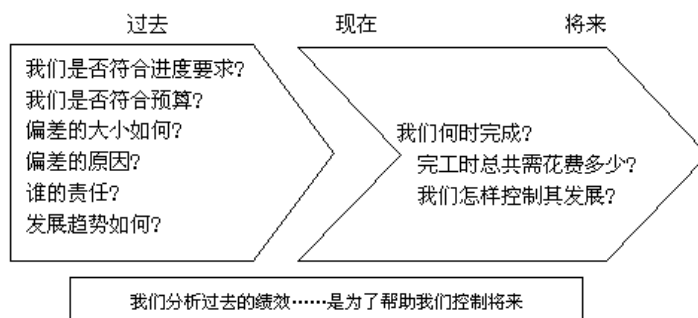 过去
现在
将来
我们是否符合进度要求?
我们是否符合预算?
偏差的大小如何?
偏差的原因?
谁的责任?
发展趋势如何?
我们何时完成?
完工时总共需花费多少?
我们怎样控制其发展?
我们分析过去的绩效……是为了帮助我们控制将来